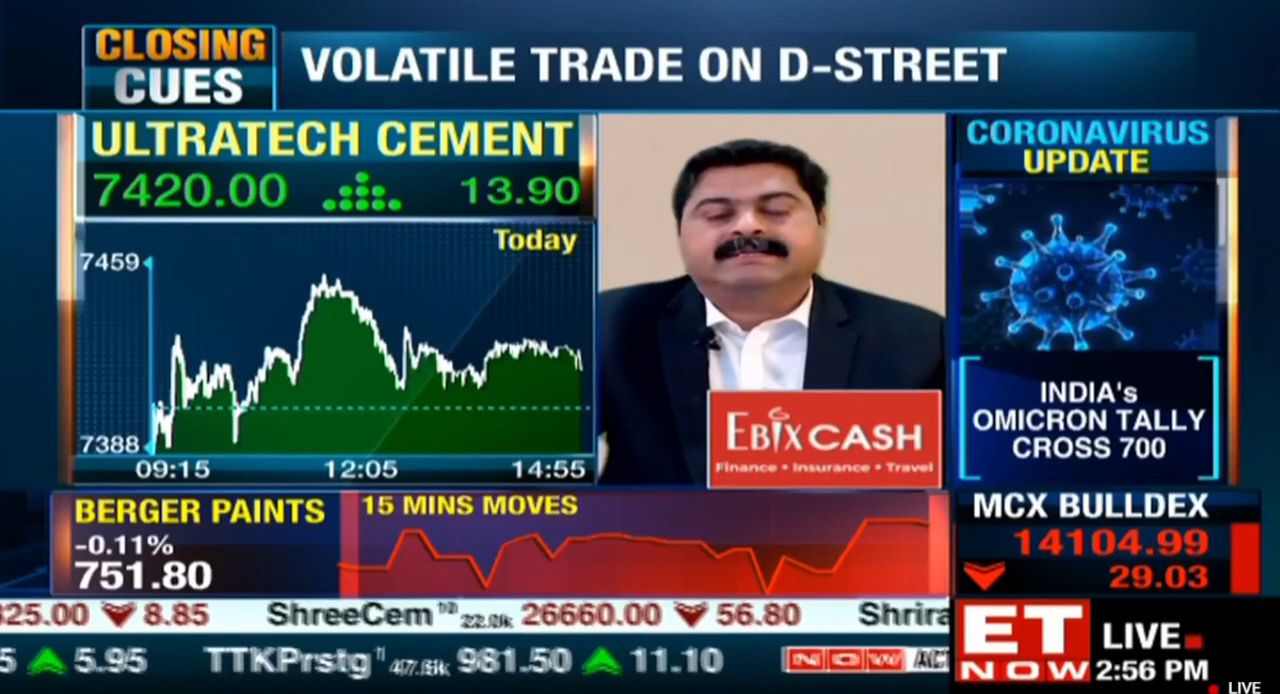 CLOSING
CUES
VOLATILE TRADE ON D-STREET
ULTRATECH CEMENT
7420.00 13.90
Today
7459
7388
09:15 12:05 14:55
EBIXCASH
Finance • Insurance • Travel
CORONAVIRUS
UPDATE
INDIA's
OMICRON TALLY
CROSS 700
BERGER PAINTS
-0.11%
751.80
15 MINS MOVES
MCX BULLDEX
14104.99
29.03
325.00 8.85 ShreeCem 26660.00 56.80 Shrira
5 5.95 TTKPrstg 981.50 11.10 NOW
ET
NOW
LIVE
2:56 PM
LIVE